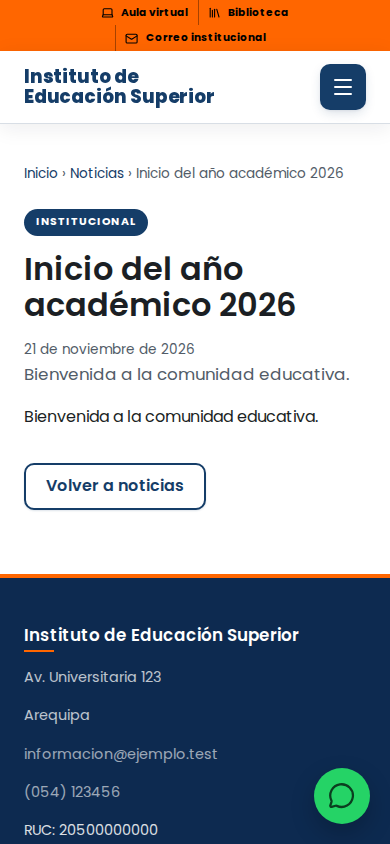 Aula virtual
Biblioteca
Correo institucional
Instituto de
Educación Superior
Inicio › Noticias › Inicio del año académico 2026
INSTITUCIONAL
Inicio del año
académico 2026
21 de noviembre de 2026
Bienvenida a la comunidad educativa.
Bienvenida a la comunidad educativa.
Volver a noticias
Instituto de Educación Superior
Av. Universitaria 123
Arequipa
informacion@ejemplo.test
(054) 123456
RUC: 20500000000